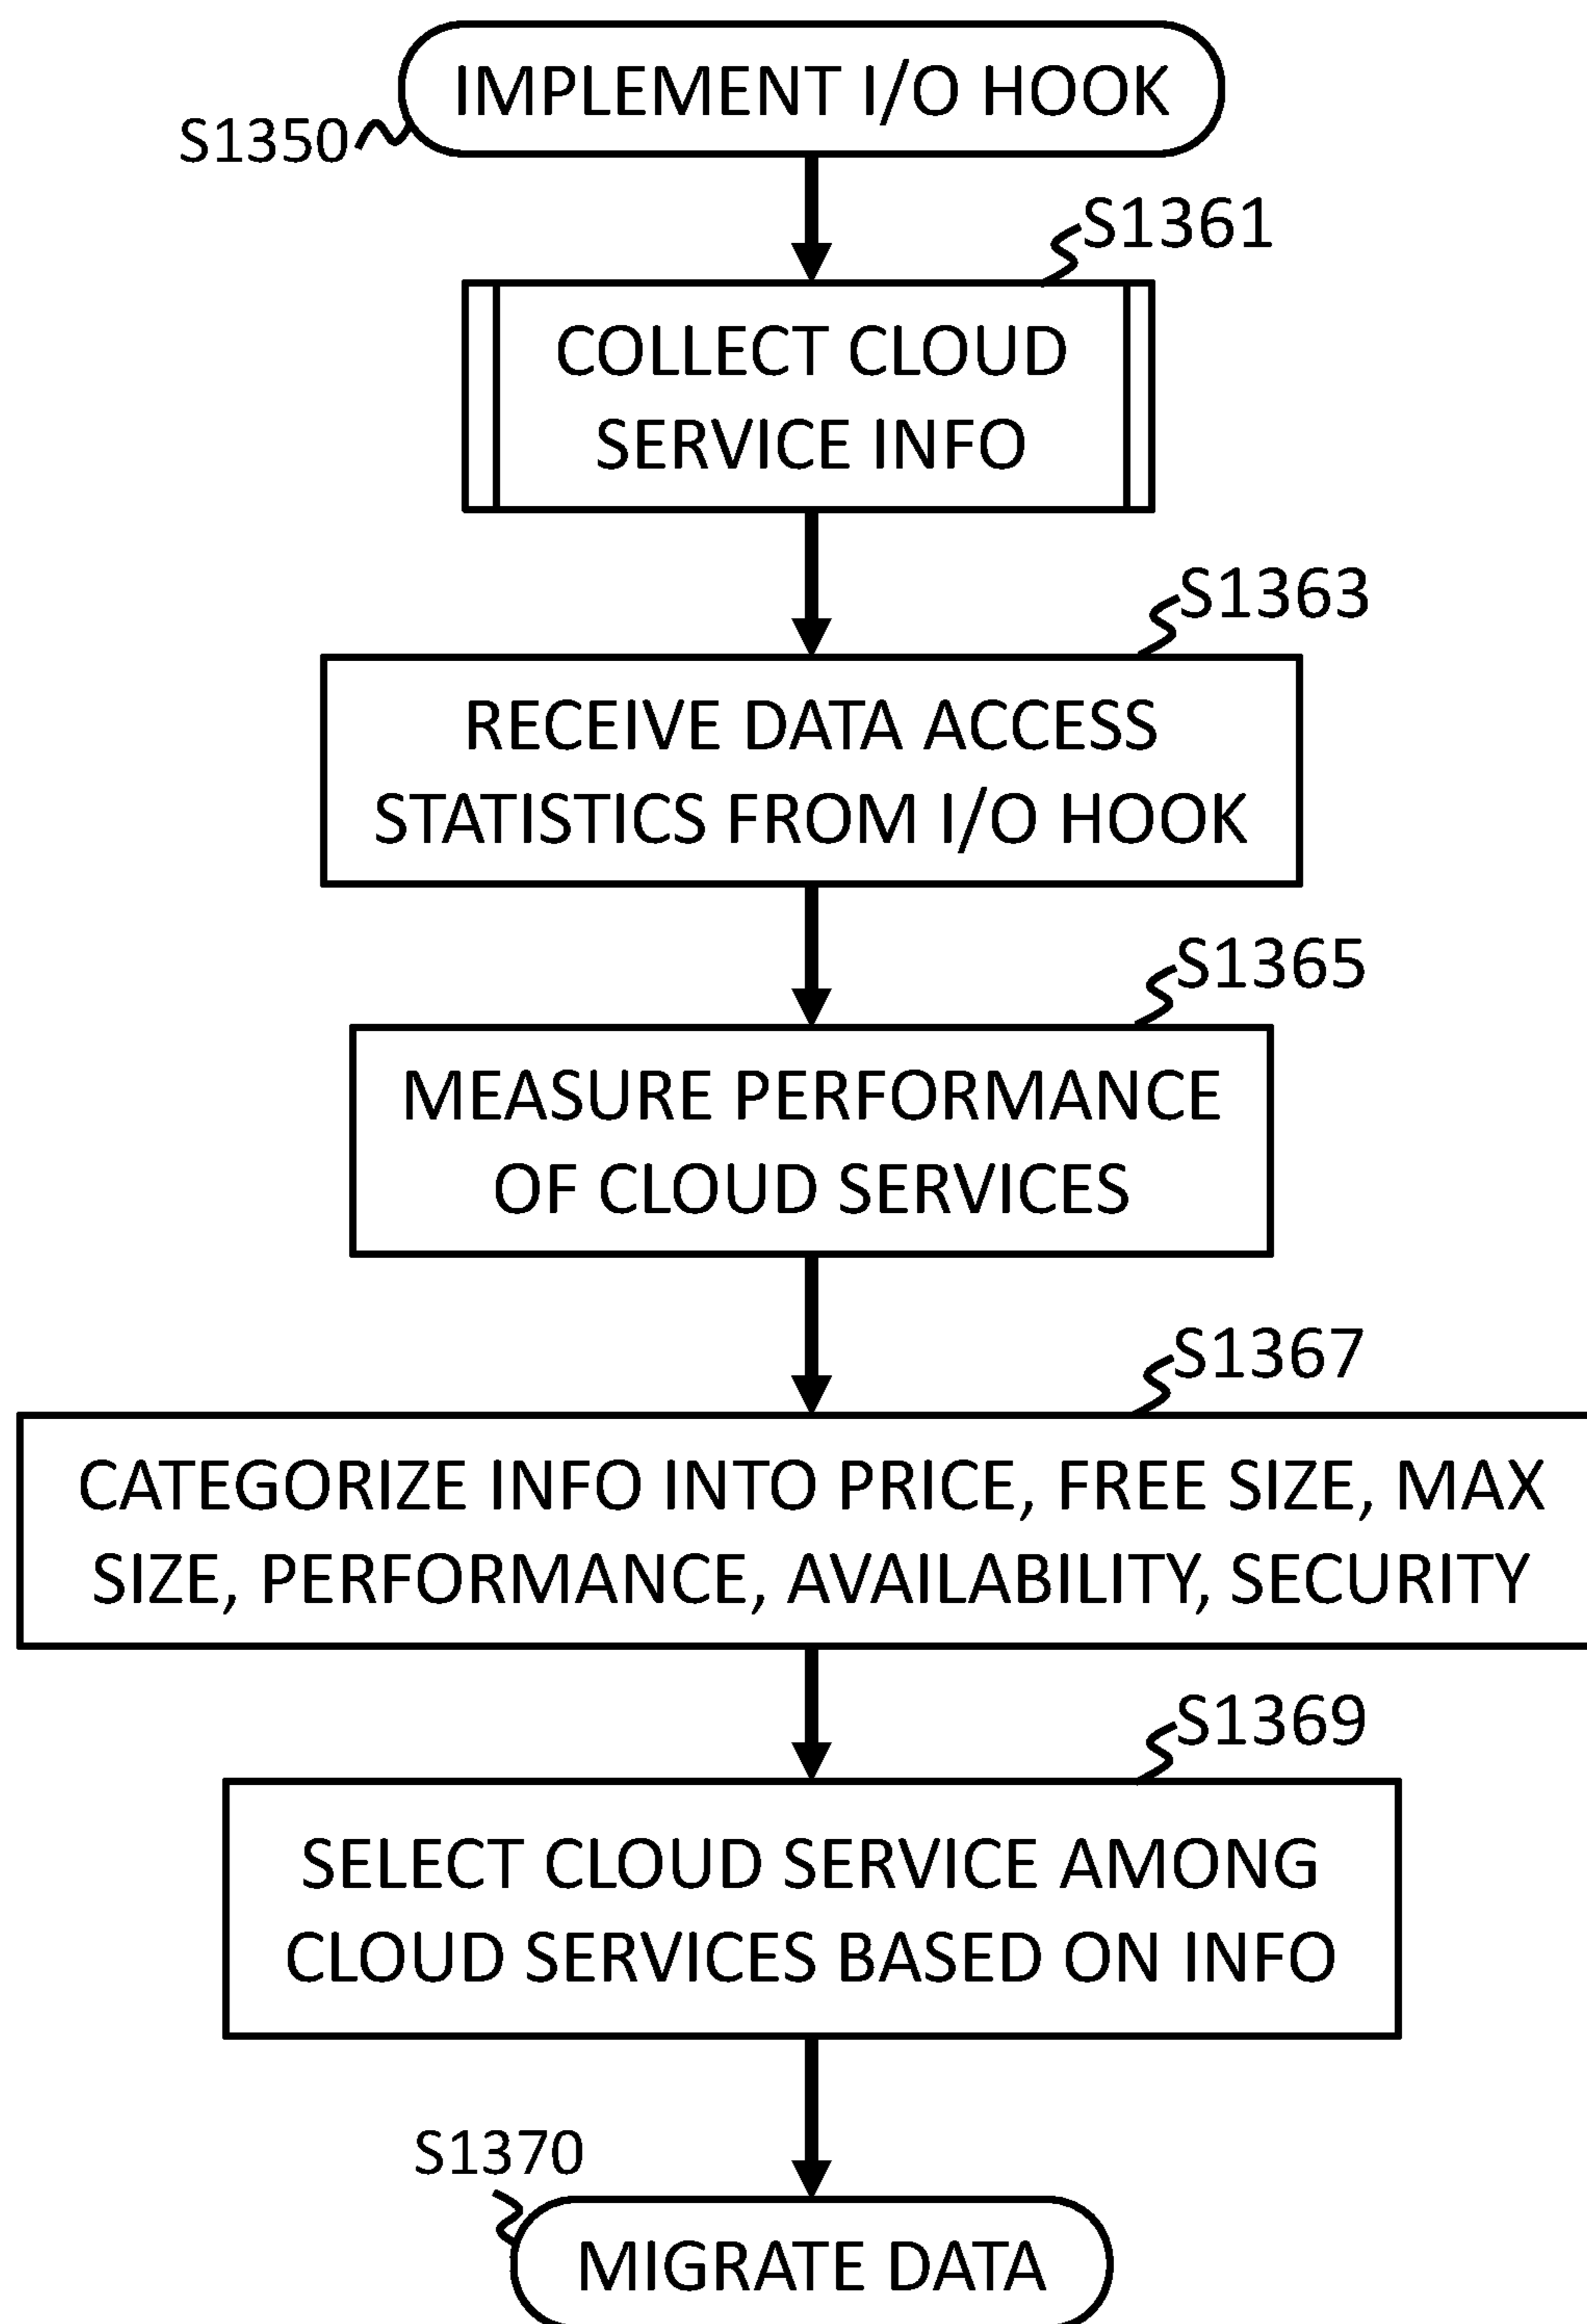 IMPLEMENT I/O HOOK
S1350
S1361
COLLECT CLOUD
SERVICE INFO
S1363
RECEIVE DATA ACCESS
STATISTICS FROM I/O HOOK
S1365
MEASURE PERFORMANCE
OF CLOUD SERVICES
S1367
CATEGORIZE INFO INTO PRICE, FREE SIZE, MAX
SIZE, PERFORMANCE, AVAILABILITY, SECURITY
S1369
SELECT CLOUD SERVICE AMONG
CLOUD SERVICES BASED ON INFO
S1370
MIGRATE DATA